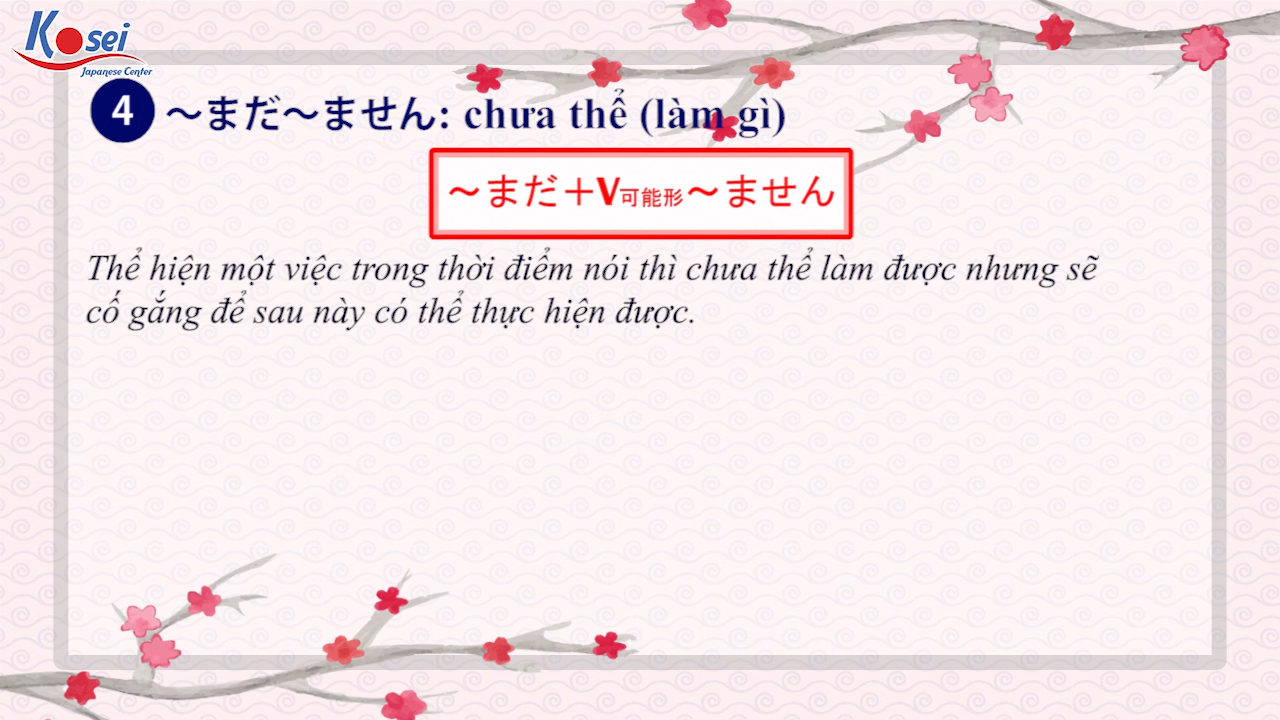 Kosei
Japanese Center
4 ～まだ～ません: chưa thể (làm gì)
～まだ＋V可能形～ません
Thể hiện một việc trong thời điểm nói thì chưa thể làm được nhưng sẽ
cố gắng để sau này có thể thực hiện được.